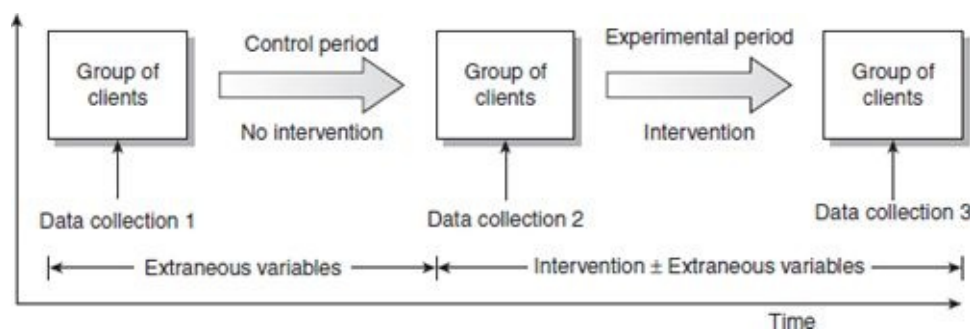 Group of
clients
Control period
No intervention
Group of
clients
Experimental period
Intervention
Group of
clients
Data collection 1
Data collection 2
Data collection 3
Extraneous variables
Intervention ± Extraneous variables
Time